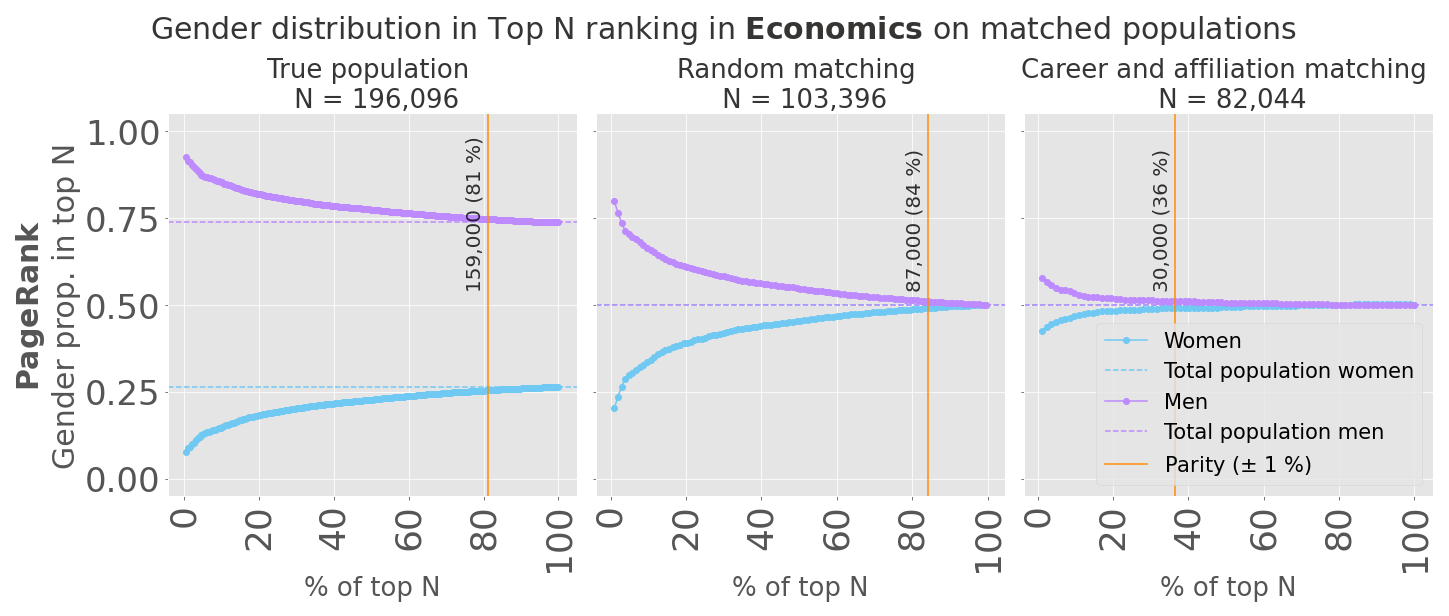 Gender distribution in Top N ranking in Economics on matched populations
True population
N = 196,096
Random matching
N = 103,396
Career and affiliation matching
N = 82,044
PageRank
Gender prop. in top N
1.00
0.75
0.50
0.25
0.00
159,000 (81 %)
87,000 (84 %)
30,000 (36 %)
Women
Total population women
Men
Total population men
Parity (± 1 %)
0 20 40 60 80 100
0 20 40 60 80 100
0 20 40 60 80 100
% of top N
% of top N
% of top N